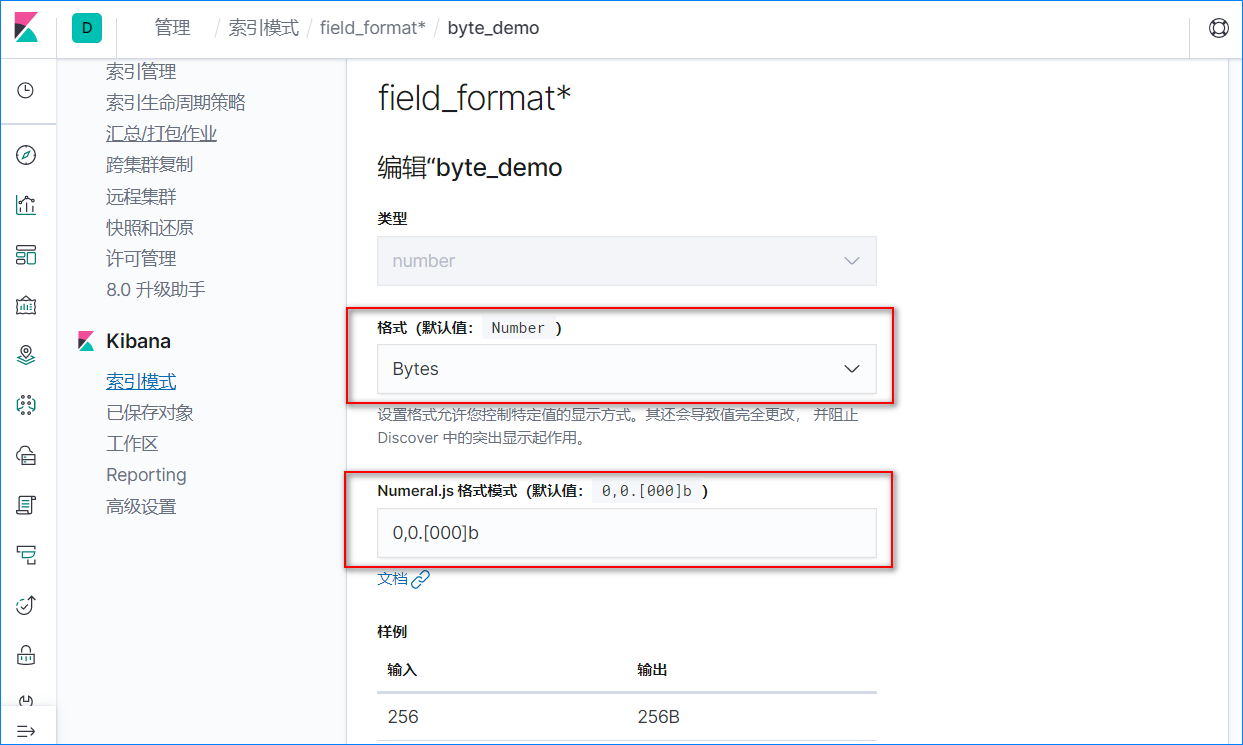 D
管理 / 索引模式 / field_format* / byte_demo
索引管理
索引生命周期策略
汇总/打包作业
跨集群复制
远程集群
快照和还原
许可管理
8.0 升级助手
Kibana
索引模式
已保存对象
工作区
Reporting
高级设置
field_format*
编辑“byte_demo
类型
number
格式（默认值： Number ）
Bytes
设置格式允许您控制特定值的显示方式。其还会导致值完全更改， 并阻止
Discover 中的突出显示起作用。
Numeral.js 格式模式（默认值： 0,0.[000]b ）
0,0.[000]b
文档
样例
输入 输出
256 256B